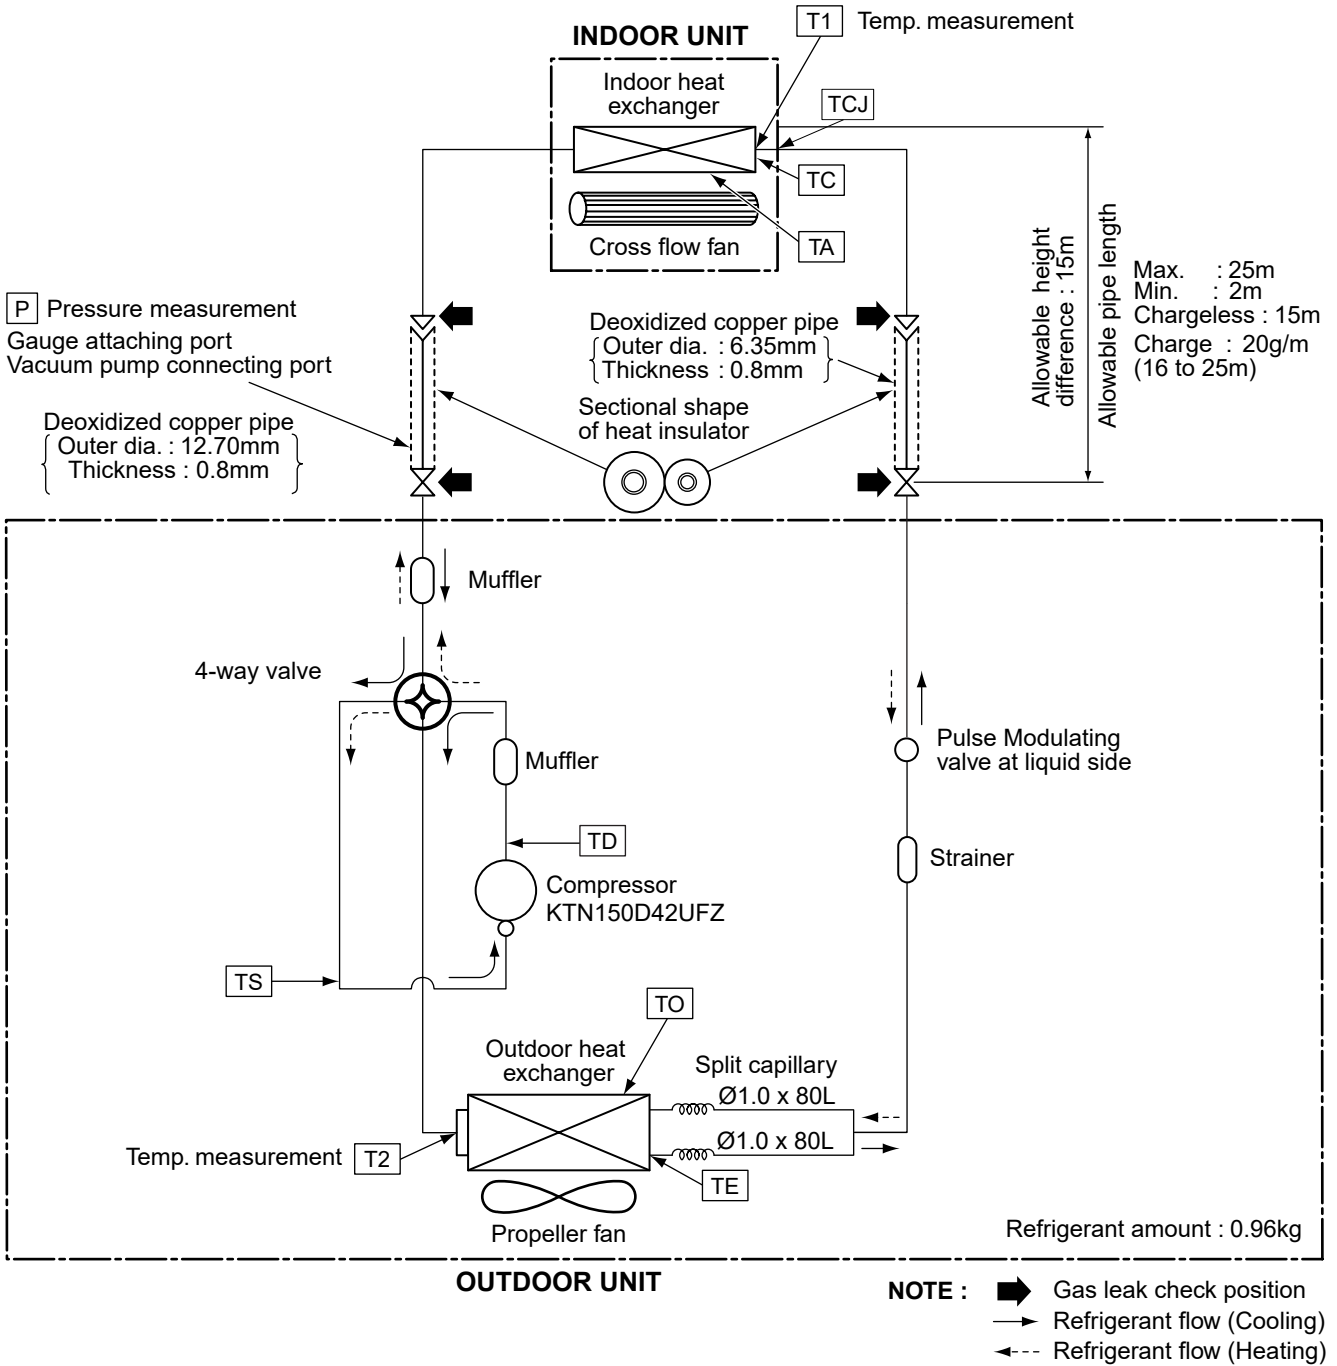 T1 Temp. measurement
INDOOR UNIT
Indoor heat
exchanger
TCJ
TC
Cross flow fan
TA
P Pressure measurement
Gauge attaching port
Vacuum pump connecting port
Deoxidized copper pipe
Outer dia. : 12.70mm
Thickness : 0.8mm
Deoxidized copper pipe
Outer dia. : 6.35mm
Thickness : 0.8mm
Sectional shape
of heat insulator
Allowable height
difference : 15m
Allowable pipe length
Max. : 25m
Min. : 2m
Chargeless : 15m
Charge : 20g/m
(16 to 25m)
Muffler
4-way valve
Muffler
Pulse Modulating
valve at liquid side
TD
Strainer
Compressor
KTN150D42UFZ
TS
TO
Outdoor heat
exchanger
Split capillary
Ø1.0 x 80L
Ø1.0 x 80L
Temp. measurement T2
TE
Propeller fan
Refrigerant amount : 0.96kg
OUTDOOR UNIT
NOTE : Gas leak check position
Refrigerant flow (Cooling)
Refrigerant flow (Heating)